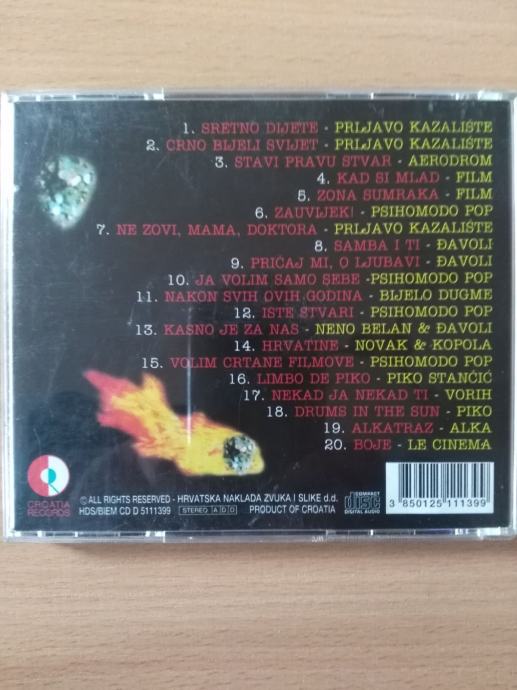 1. SRETNO DIJETE - PRLJAVO KAZALIŠTE
2. CRNO BIJELI SVIJET - PRLJAVO KAZALIŠTE
3. STAVI PRAVU STVAR - AERODROM
4. KAD SI MLAD - FILM
5. ZONA SUMRAKA - FILM
6. ZAUVIJEK! - PSIHOMODO POP
7. NE ZOVI, MAMA, DOKTORA - PRLJAVO KAZALIŠTE
8. SAMBA I TI - ĐAVOLI
9. PRIČAJ MI, O LJUBAVI - ĐAVOLI
10. JA VOLIM SAMO SEBE -PSIHOMODO POP
11. NAKON SVIH OVIH GODINA - BIJELO DUGME
12. ISTE STVARI - PSIHOMODO POP
13. KASNO JE ZA NAS - NENO BELAN & ĐAVOLI
14. HRVATINE - NOVAK & KOPOLA
15. VOLIM CRTANE FILMOVE - PSIHOMODO POP
16. LIMBO DE PIKO - PIKO STANČIĆ
17. NEKAD JA NEKAD TI - VORIH
18. DRUMS IN THE SUN - PIKO
19. ALKATRAZ - ALKA
20. BOJE - LE CINEMA
CROATIA
RECORDS
© ALL RIGHTS RESERVED - HRVATSKA NAKLADA ZVUKA I SLIKE d.d.
HDS/BIEM CD D 5111399 STEREO ADD PRODUCT OF CROATIA
COMPACT
disc
DIGITAL AUDIO
3 850125 111399